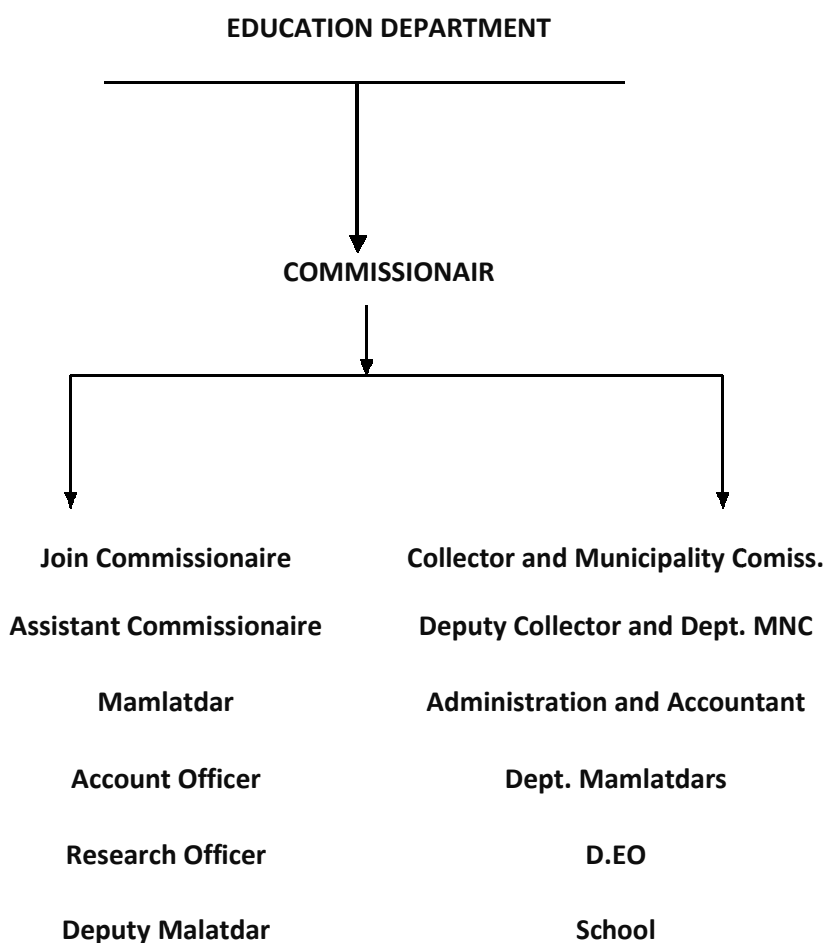 EDUCATION DEPARTMENT
COMMISSIONAIR
Join Commissionaire
Collector and Municipality Comiss.
Assistant Commissionaire
Deputy Collector and Dept. MNC
Mamlatdar
Administration and Accountant
Account Officer
Dept. Mamlatdars
Research Officer
D.EO
Deputy Malatdar
School